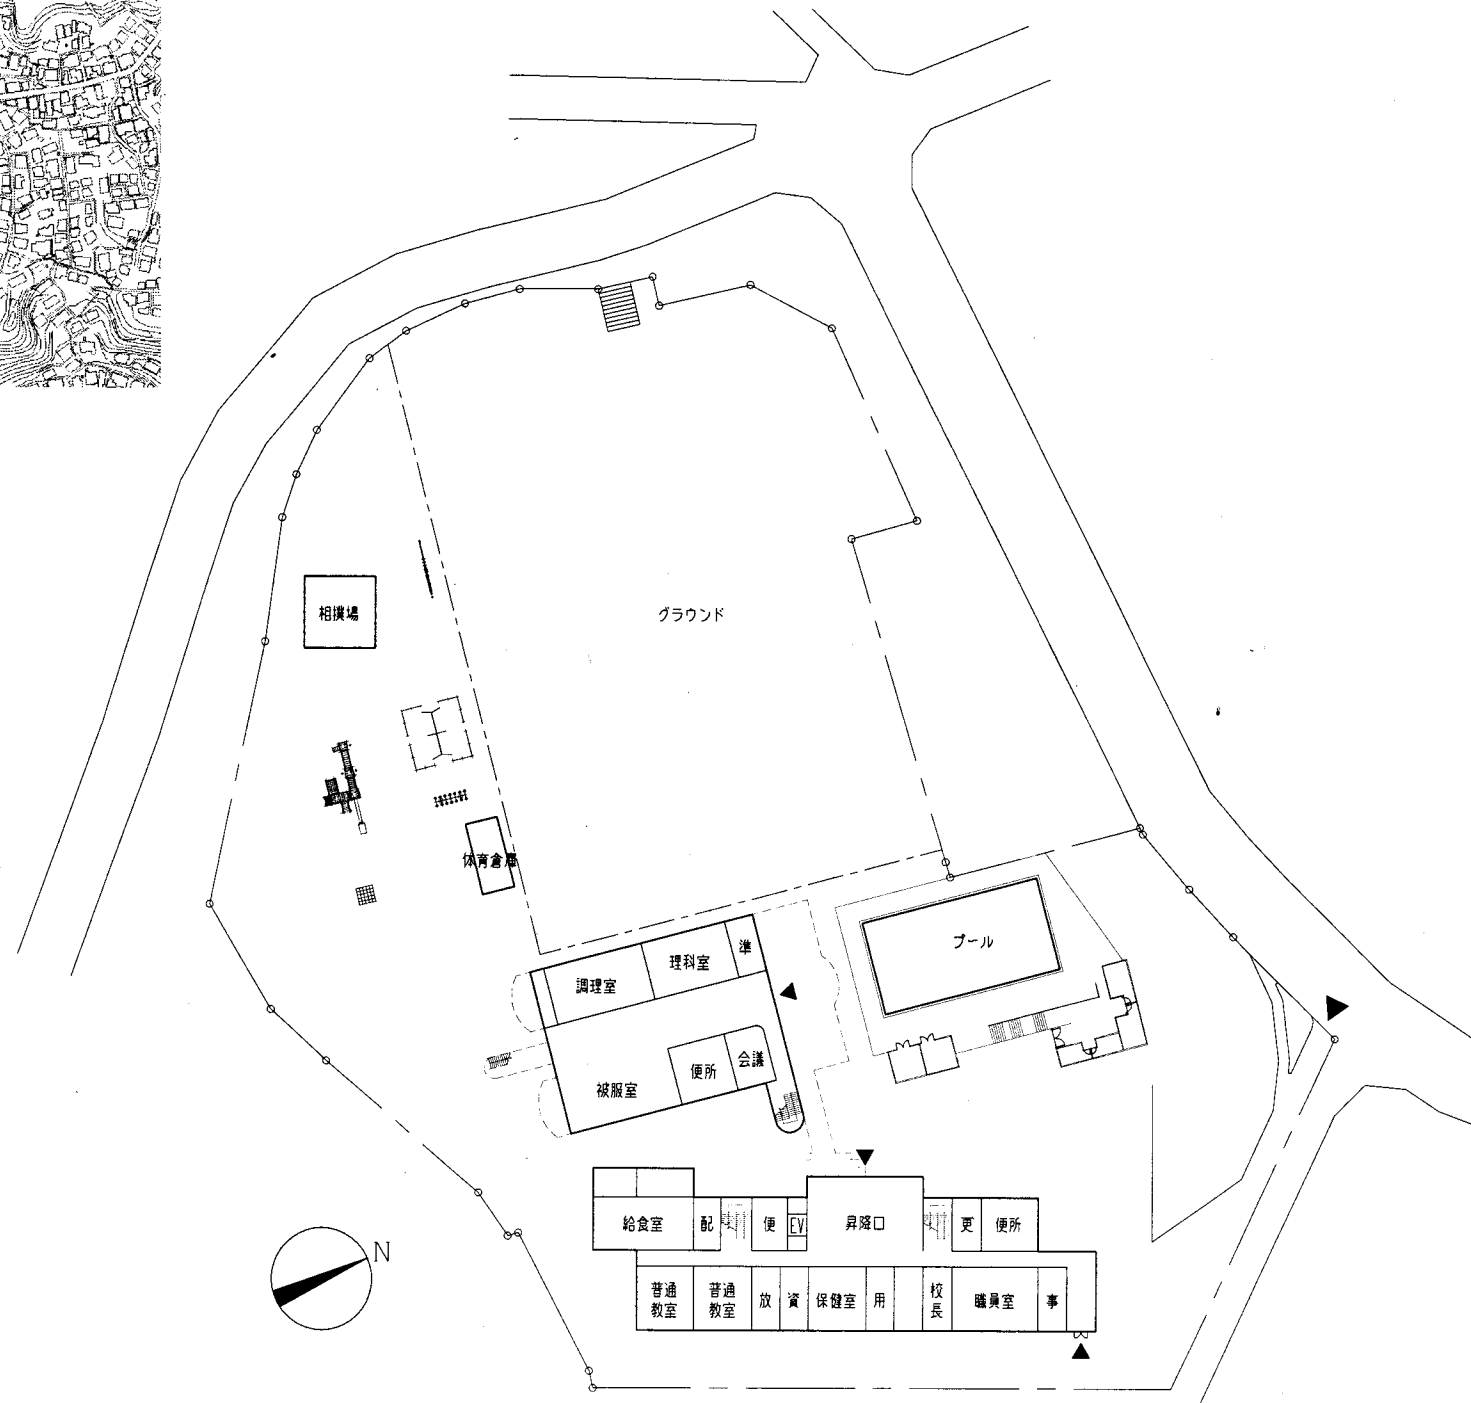 グラウンド
相撲場
体育倉庫
プール
調理室
理科室
準
被服室
便所
会議
給食室
配
便
EV
昇降口
更
便所
普通
教室
普通
教室
放
資
保健室
用
校
長
職員室
事
N